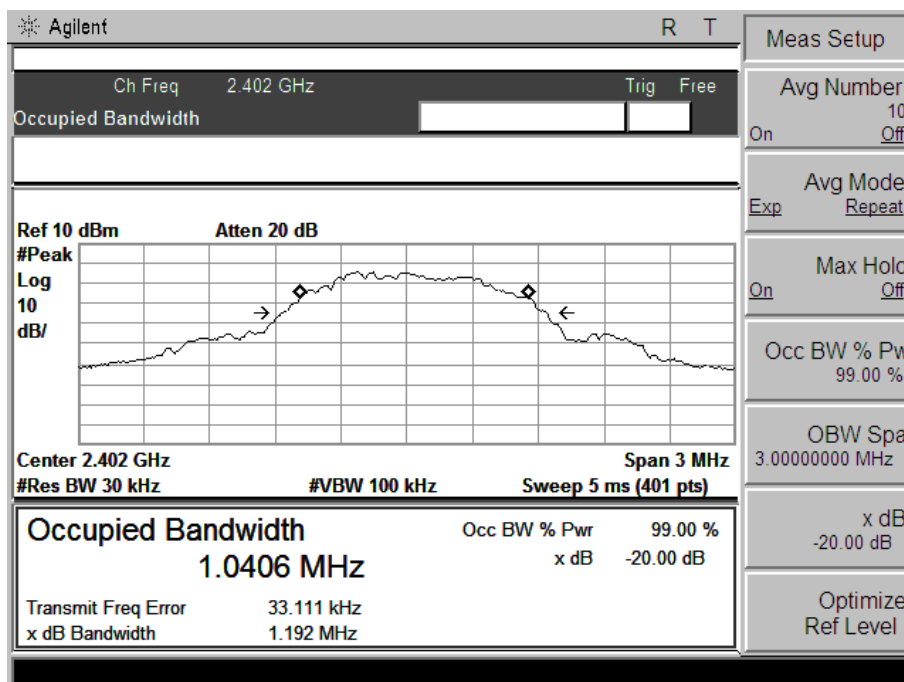 Agilent R T
Ch Freq 2.402 GHz Trig Free
Occupied Bandwidth
Ref 10 dBm Atten 20 dB
#Peak
Log
10
dB/
Center 2.402 GHz Span 3 MHz
#Res BW 30 kHz #VBW 100 kHz Sweep 5 ms (401 pts)
Occupied Bandwidth
1.0406 MHz
Occ BW % Pwr 99.00 %
x dB -20.00 dB
Transmit Freq Error 33.111 kHz
x dB Bandwidth 1.192 MHz
Meas Setup
Avg Number
10
On Off
Avg Mode
Exp Repeat
Max Hold
On Off
Occ BW % Pw
99.00 %
OBW Spa
3.00000000 MHz
x dB
-20.00 dB
Optimize
Ref Level